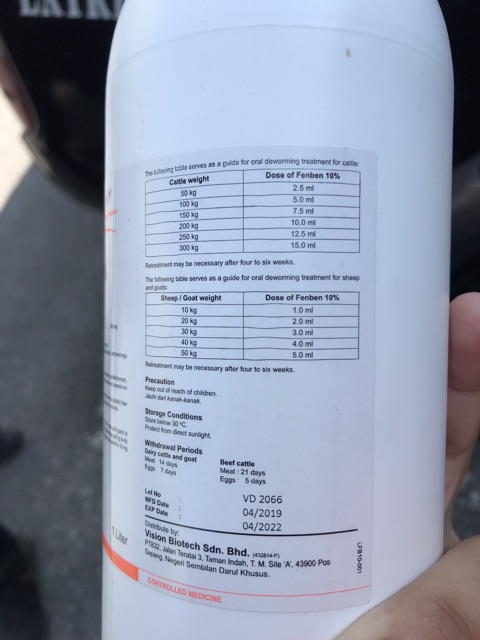 The following table serves as a guide for oral deworming treatment for cattle:
Cattle weight Dose of Fenben 10%
50 kg 2.5 ml
100 kg 5.0 ml
150 kg 7.5 ml
200 kg 10.0 ml
250 kg 12.5 ml
300 kg 15.0 ml
Retreatment may be necessary after four to six weeks.
The following table serves as a guide for oral deworming treatment for sheep
and goats:
Sheep / Goat weight Dose of Fenben 10%
10 kg 1.0 ml
20 kg 2.0 ml
30 kg 3.0 ml
40 kg 4.0 ml
50 kg 5.0 ml
Retreatment may be necessary after four to six weeks.
Precaution
Keep out of reach of children.
Jauhi dari kanak-kanak.
Storage Conditions
Store below 30 °C.
Protect from direct sunlight.
Withdrawal Periods
Dairy cattle and goat Beef cattle
Meat : 14 days Meat : 21 days
Eggs : 7 days Eggs : 5 days
Lot No : VD 2066
MFD Date : 04/2019
EXP Date : 04/2022
Distribute by:
Vision Biotech Sdn. Bhd. (432814-P)
PT832, Jalan Teratai 3, Taman Indah, T. M. Site 'A', 43900 Pos
Sepang, Negeri Sembilan Darul Khusus.
LFB10-001
1 Liter
CONTROLLED MEDICINE